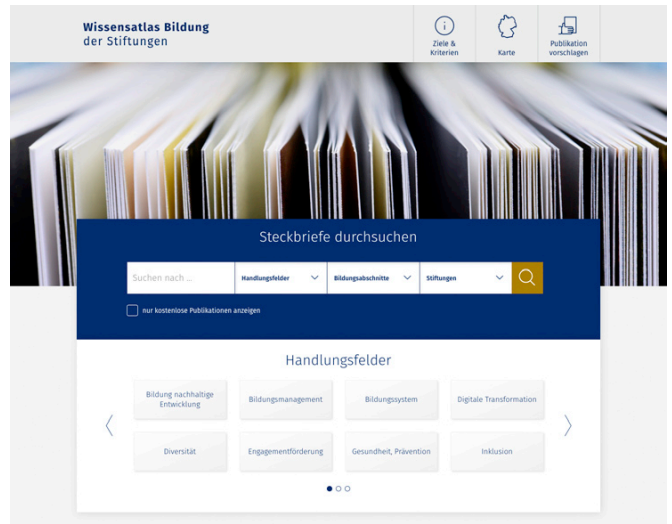 Wissensatlas Bildung
der Stiftungen
Ziele &
Kriterien
Karte
Publikation
vorschlagen
Steckbriefe durchsuchen
Suchen nach ...
Handlungsfelder
Bildungsabschnitte
Stiftungen
nur kostenlose Publikationen anzeigen
Handlungsfelder
Bildung nachhaltige
Entwicklung
Bildungsmanagement
Bildungssystem
Digitale Transformation
Diversität
Engagementförderung
Gesundheit, Prävention
Inklusion